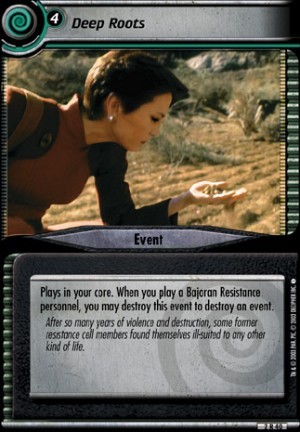 4
Deep Roots
Event
Plays in your core. When you play a Bajoran Resistance
personnel, you may destroy this event to destroy an event.
After so many years of violence and destruction, some former
resistance cell members found themselves ill-suited to any other
kind of life.